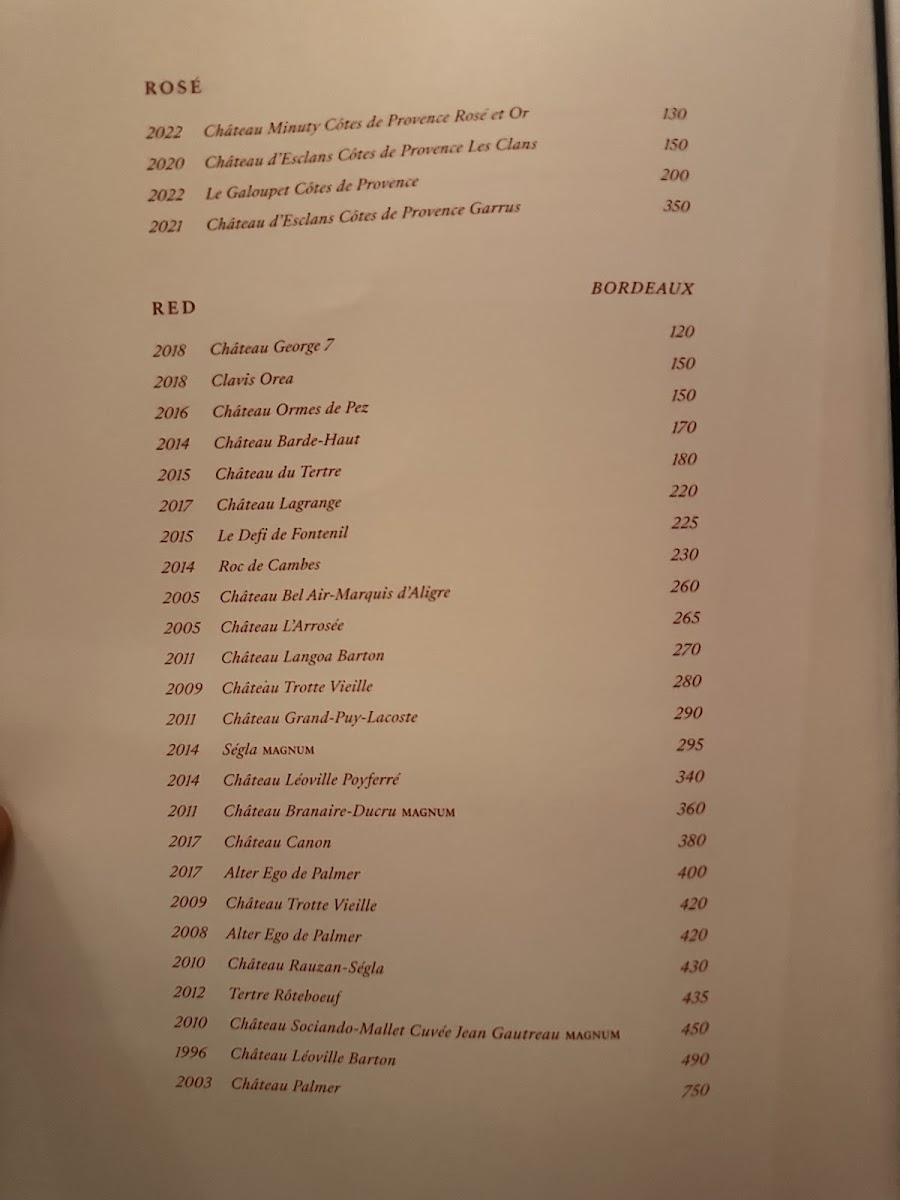 ROSÉ
2022 Château Minuty Côtes de Provence Rosé et Or 130
2020 Château d'Esclans Côtes de Provence Les Clans 150
2022 Le Galoupet Côtes de Provence 200
2021 Château d'Esclans Côtes de Provence Garrus 350
RED BORDEAUX
2018 Château George 7 120
2018 Clavis Orea 150
2016 Château Ormes de Pez 150
2014 Château Barde-Haut 170
2015 Château du Tertre 180
2017 Château Lagrange 220
2015 Le Defi de Fontenil 225
2014 Roc de Cambes 230
2005 Château Bel Air-Marquis d'Aligre 260
2005 Château L'Arrosée 265
2011 Château Langoa Barton 270
2009 Château Trotte Vieille 280
2011 Château Grand-Puy-Lacoste 290
2014 Ségla MAGNUM 295
2014 Château Léoville Poyferré 340
2011 Château Branaire-Ducru MAGNUM 360
2017 Château Canon 380
2017 Alter Ego de Palmer 400
2009 Château Trotte Vieille 420
2008 Alter Ego de Palmer 420
2010 Château Rauzan-Ségla 430
2012 Tertre Rôteboeuf 435
2010 Château Sociando-Mallet Cuvée Jean Gautreau MAGNUM 450
1996 Château Léoville Barton 490
2003 Château Palmer 750